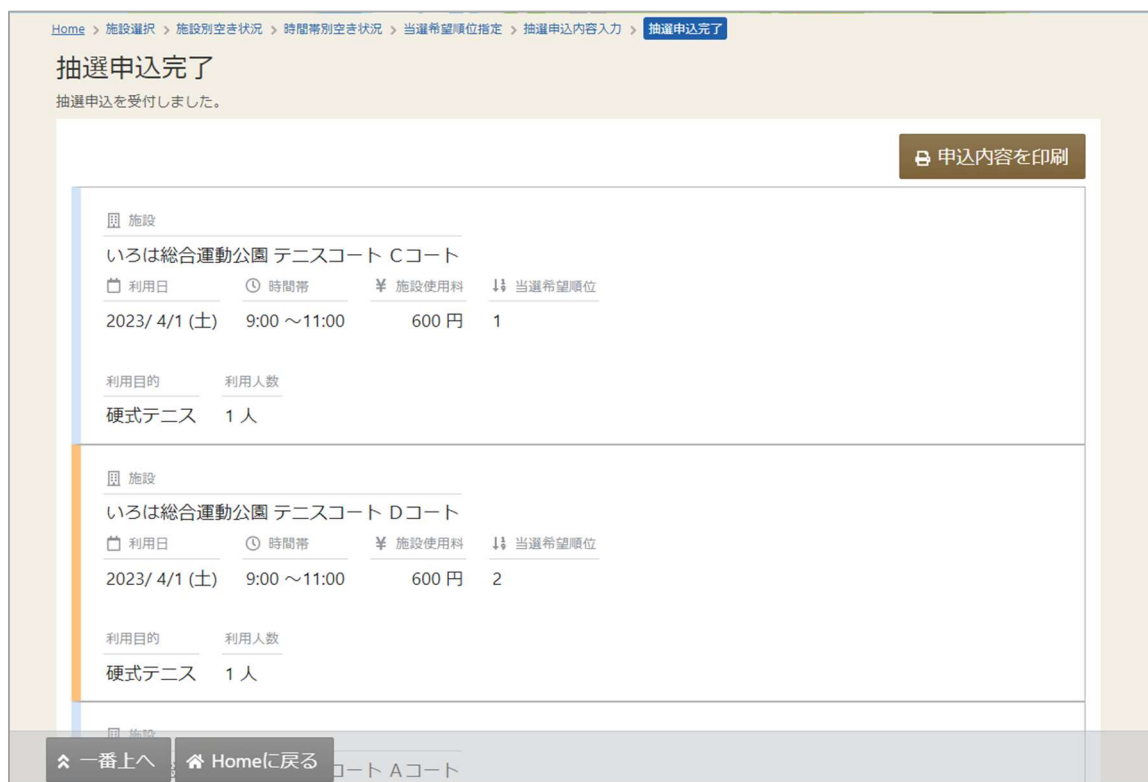 Home > 施設選択 > 施設別空き状況 > 時間帯別空き状況 > 当選希望順位指定 > 抽選申込内容入力 > 抽選申込完了
抽選申込完了
抽選申込を受付しました。
申込内容を印刷
施設
いろは総合運動公園 テニスコート Cコート
利用日 時間帯 ¥ 施設使用料 当選希望順位
2023/ 4/1 (土) 9:00 ～11:00 600 円 1
利用目的 利用人数
硬式テニス 1 人
施設
いろは総合運動公園 テニスコート Dコート
利用日 時間帯 ¥ 施設使用料 当選希望順位
2023/ 4/1 (土) 9:00 ～11:00 600 円 2
利用目的 利用人数
硬式テニス 1 人
施設
一番上へ Homeに戻る コート Aコート